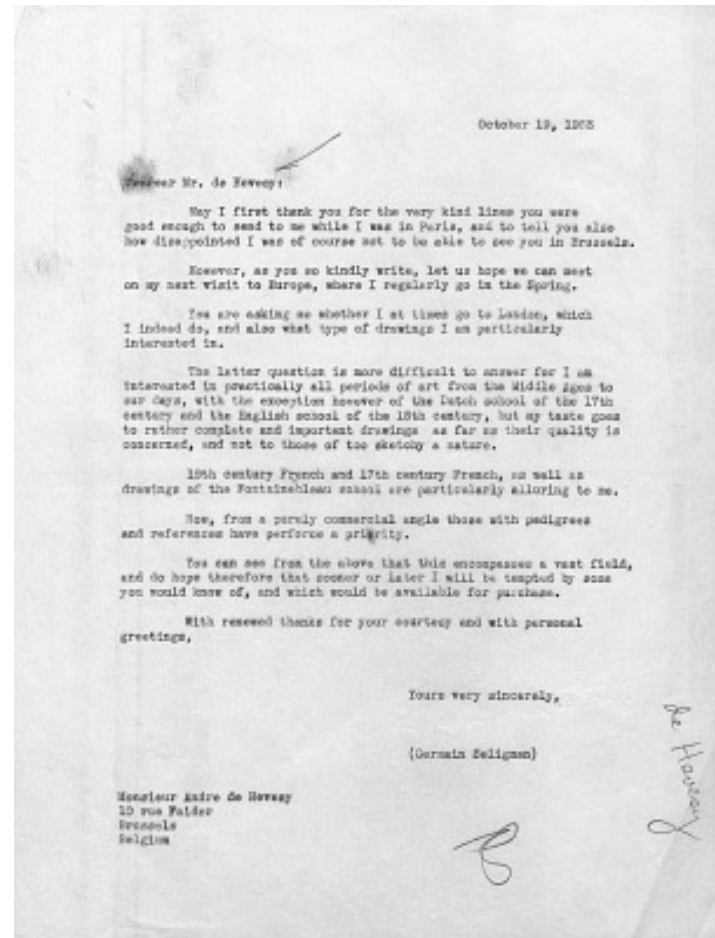 October 19, 1953
Dear Mr. de Hevesy:
May I first thank you for the very kind lines you were
good enough to send to me while I was in Paris, and to tell you also
how disappointed I was of course not to be able to see you in Brussels.
However, as you so kindly write, let us hope we can meet
on my next visit to Europe, where I regularly go in the Spring.
You are asking me whether I at times go to London, which
I indeed do, and also what type of drawings I am particularly
interested in.
The latter question is more difficult to answer for I am
interested in practically all periods of art from the Middle Ages to
our days, with the exception however of the Dutch school of the 17th
century and the English school of the 18th century, but my taste goes
to rather complete and important drawings as far as their quality is
concerned, and not to those of too sketchy a nature.
19th century French and 17th century French, as well as
drawings of the Fontainebleau school are particularly alluring to me.
Now, from a purely commercial angle those with pedigrees
and references have perforce a priority.
You can see from the above that this encompasses a vast field,
and do hope therefore that sooner or later I will be tempted by some
you would know of, and which would be available for purchase.
With renewed thanks for your courtesy and with personal
greetings,
Yours very sincerely,
(Germain Seligman)
de Hevesy
Monsieur Andre de Hevesy
rue Faider
Brussels
Belgium